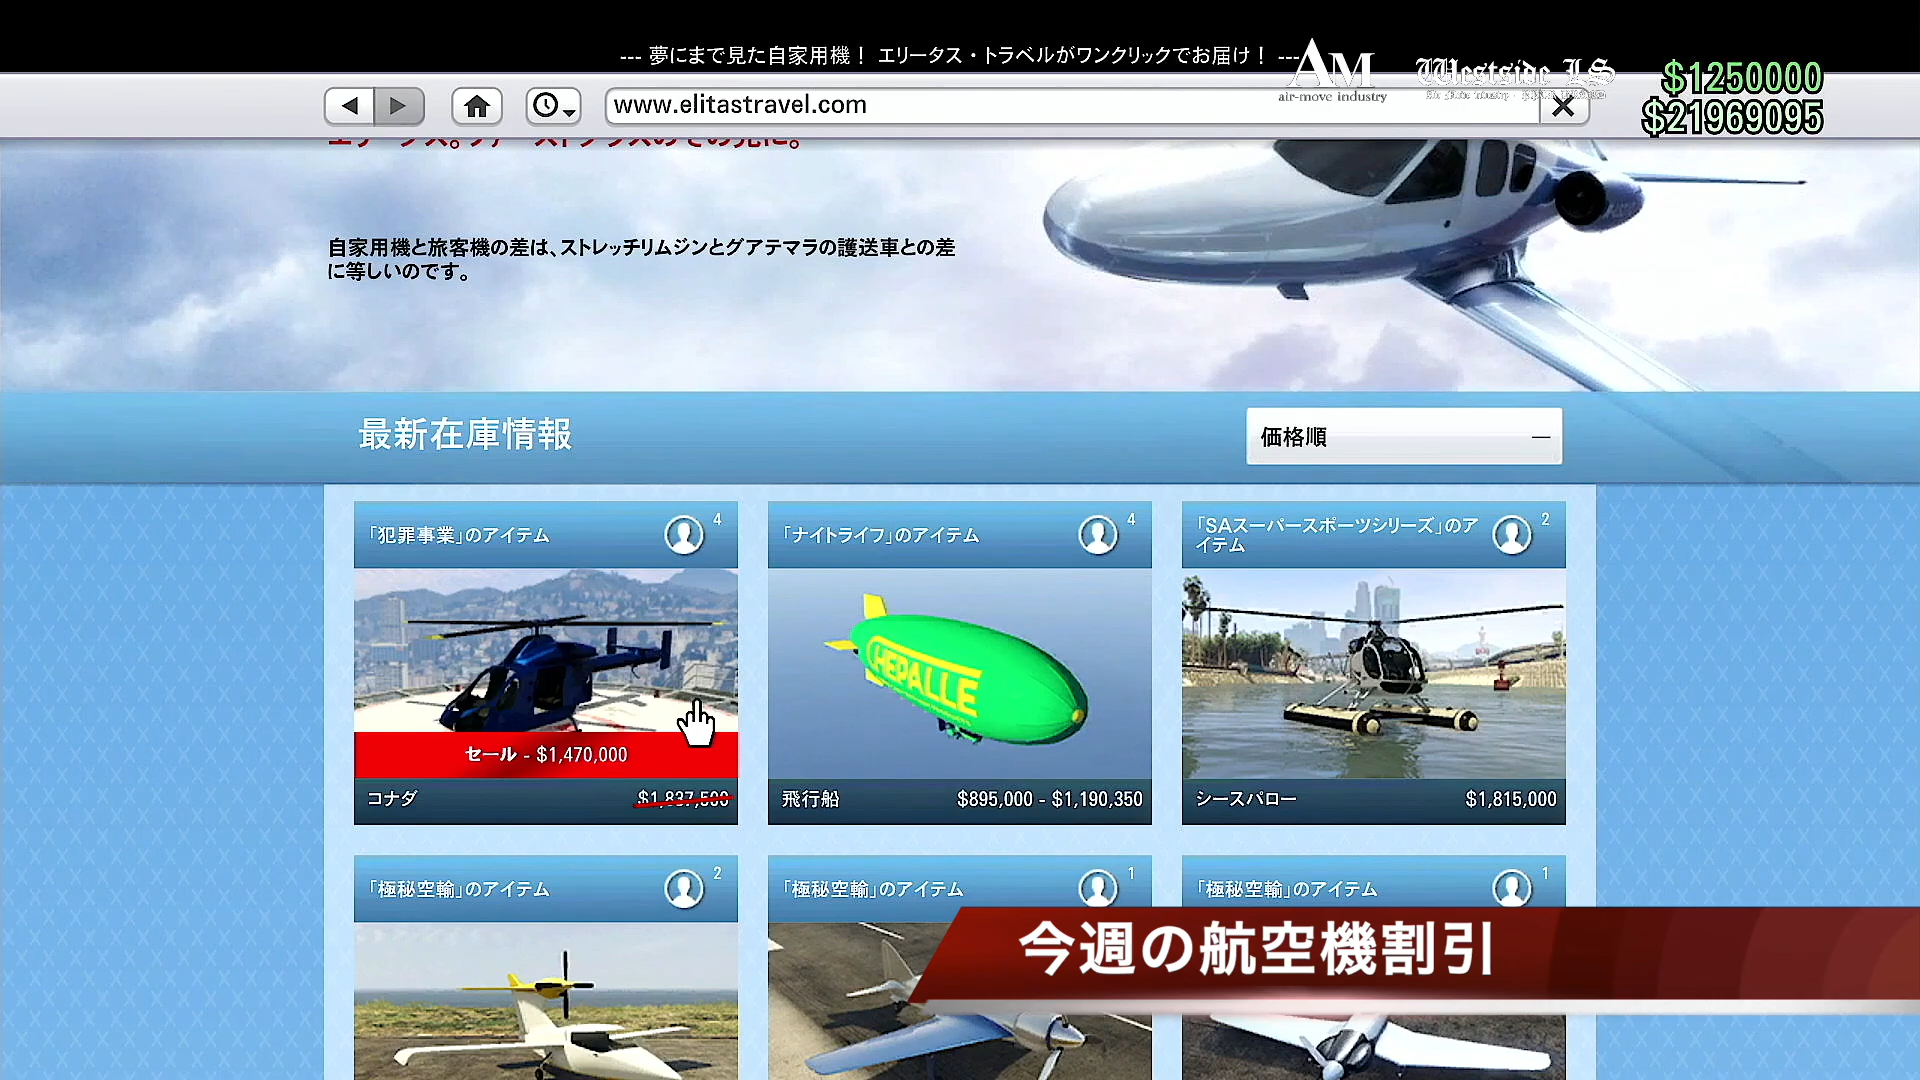 --- 夢にまで見た自家用機！ エリータス・トラベルがワンクリックでお届け！ ---
AM
air-move industry
Westside LS
$1250000
$21969095
www.elitastravel.com
自家用機と旅客機の差は、ストレッチリムジンとグアテマラの護送車との差
に等しいのです。
最新在庫情報
価格順
「犯罪事業」のアイテム
4
「ナイトライフ」のアイテム
4
「SAスーパースポーツシリーズ」のア
イテム
2
HEPALLE
セール - $1,470,000
コナダ
$1,837,500
飛行船
$895,000 - $1,190,350
シースパロー
$1,815,000
「極秘空輸」のアイテム
2
「極秘空輸」のアイテム
1
「極秘空輸」のアイテム
1
今週の航空機割引